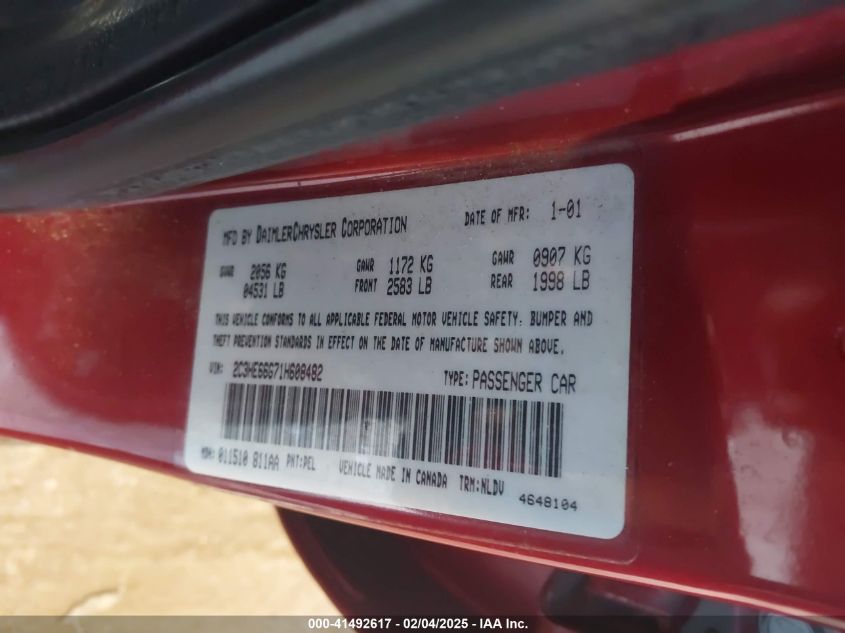 MFD BY DAIMLERCHRYSLER CORPORATION DATE OF MFR: 1-01
GVWR 2056 KG GAWR 1172 KG GAWR 0907 KG
04531 LB FRONT 2583 LB REAR 1998 LB
THIS VEHICLE CONFORMS TO ALL APPLICABLE FEDERAL MOTOR VEHICLE SAFETY, BUMPER AND
THEFT PREVENTION STANDARDS IN EFFECT ON THE DATE OF MANUFACTURE SHOWN ABOVE.
VIN: 2C3HE66G71H608482 TYPE: PASSENGER CAR
MDH: 011510 811AA PNT:PEL VEHICLE MADE IN CANADA TRM:NLDV
4648104
000-41492617 - 02/04/2025 - © IAA Inc.